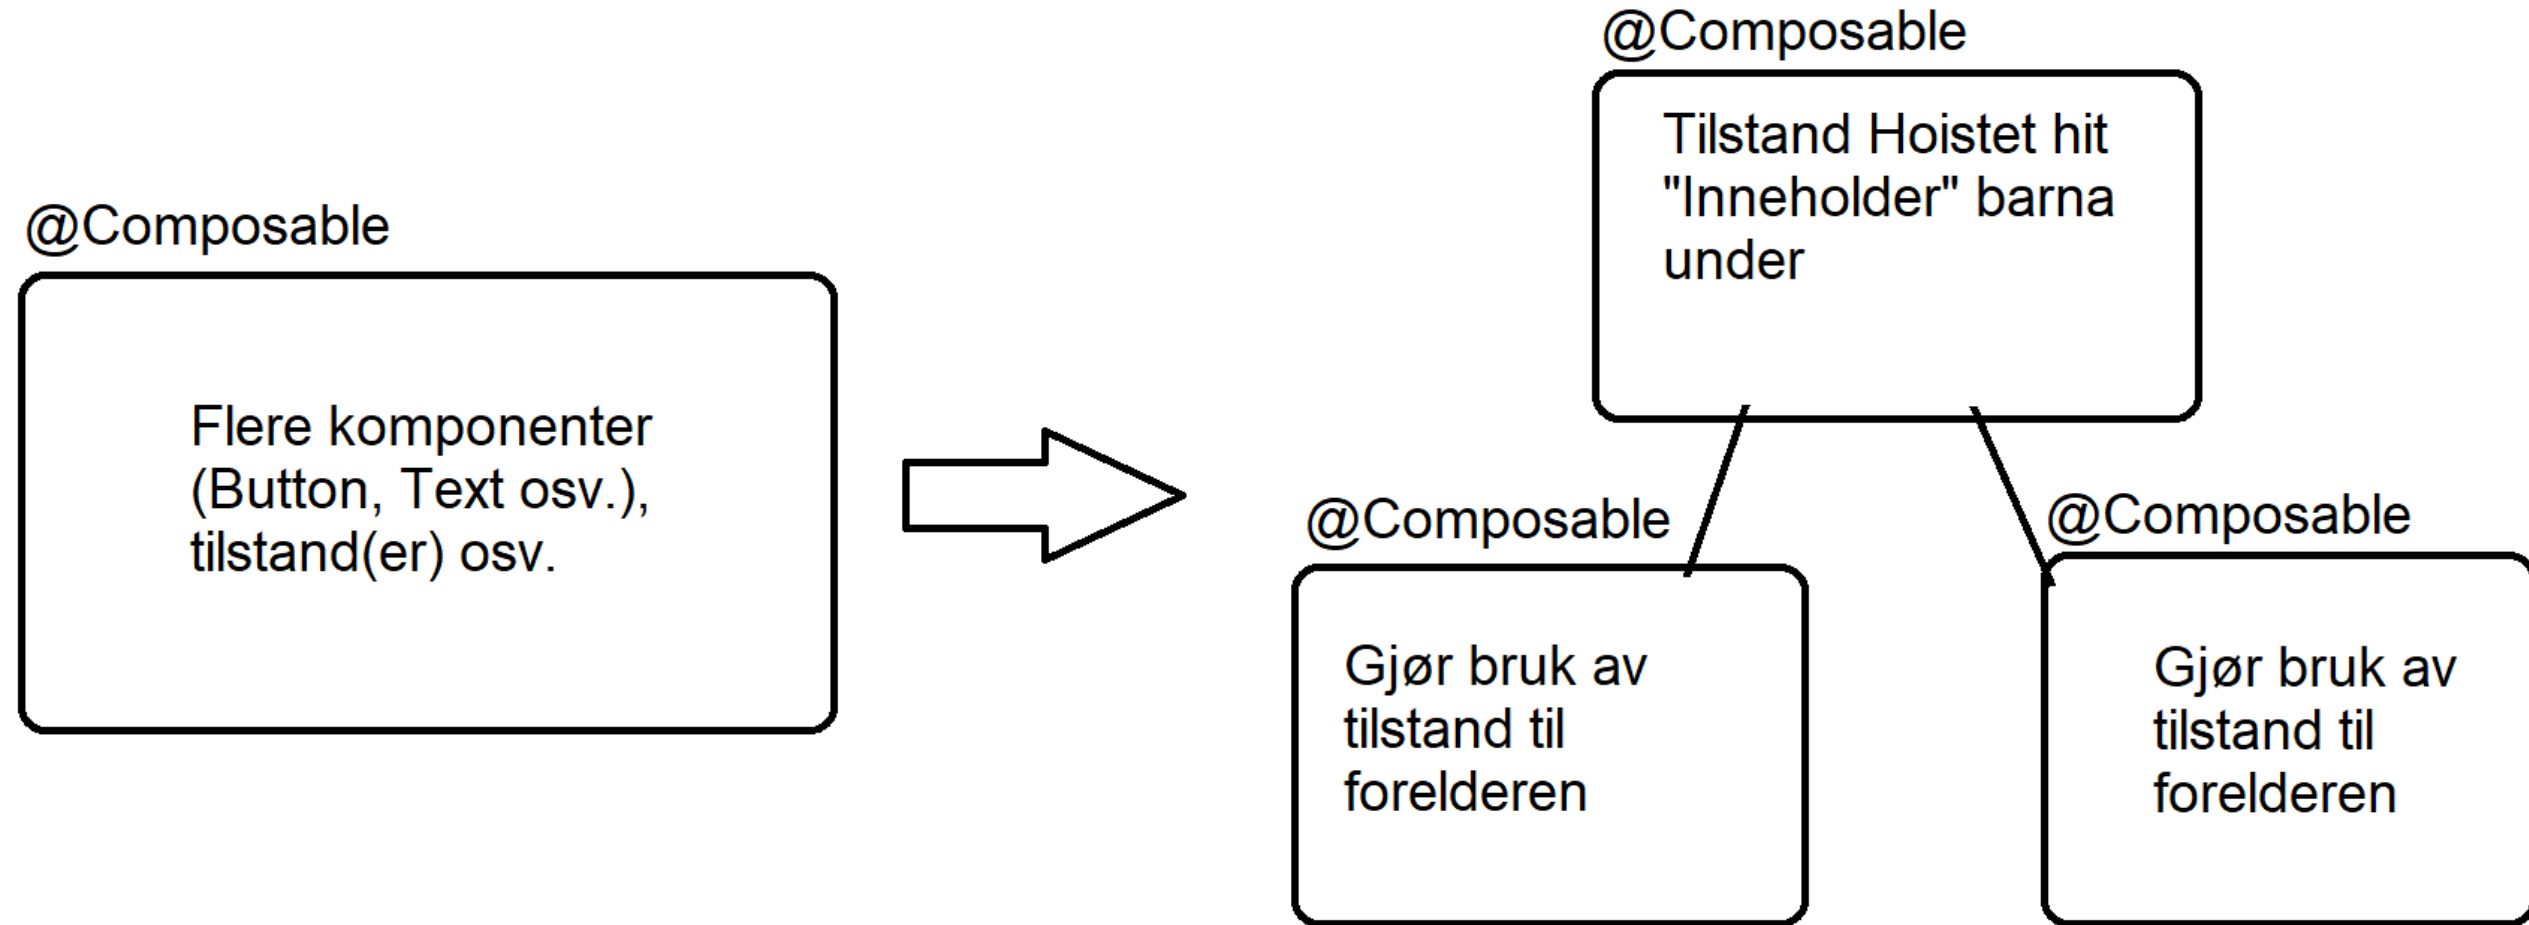 @Composable
Flere komponenter
(Button, Text osv.),
tilstand(er) osv.
@Composable
Tilstand Hoistet hit
"Inneholder" barna
under
@Composable
Gjør bruk av
tilstand til
forelderen
@Composable
Gjør bruk av
tilstand til
forelderen